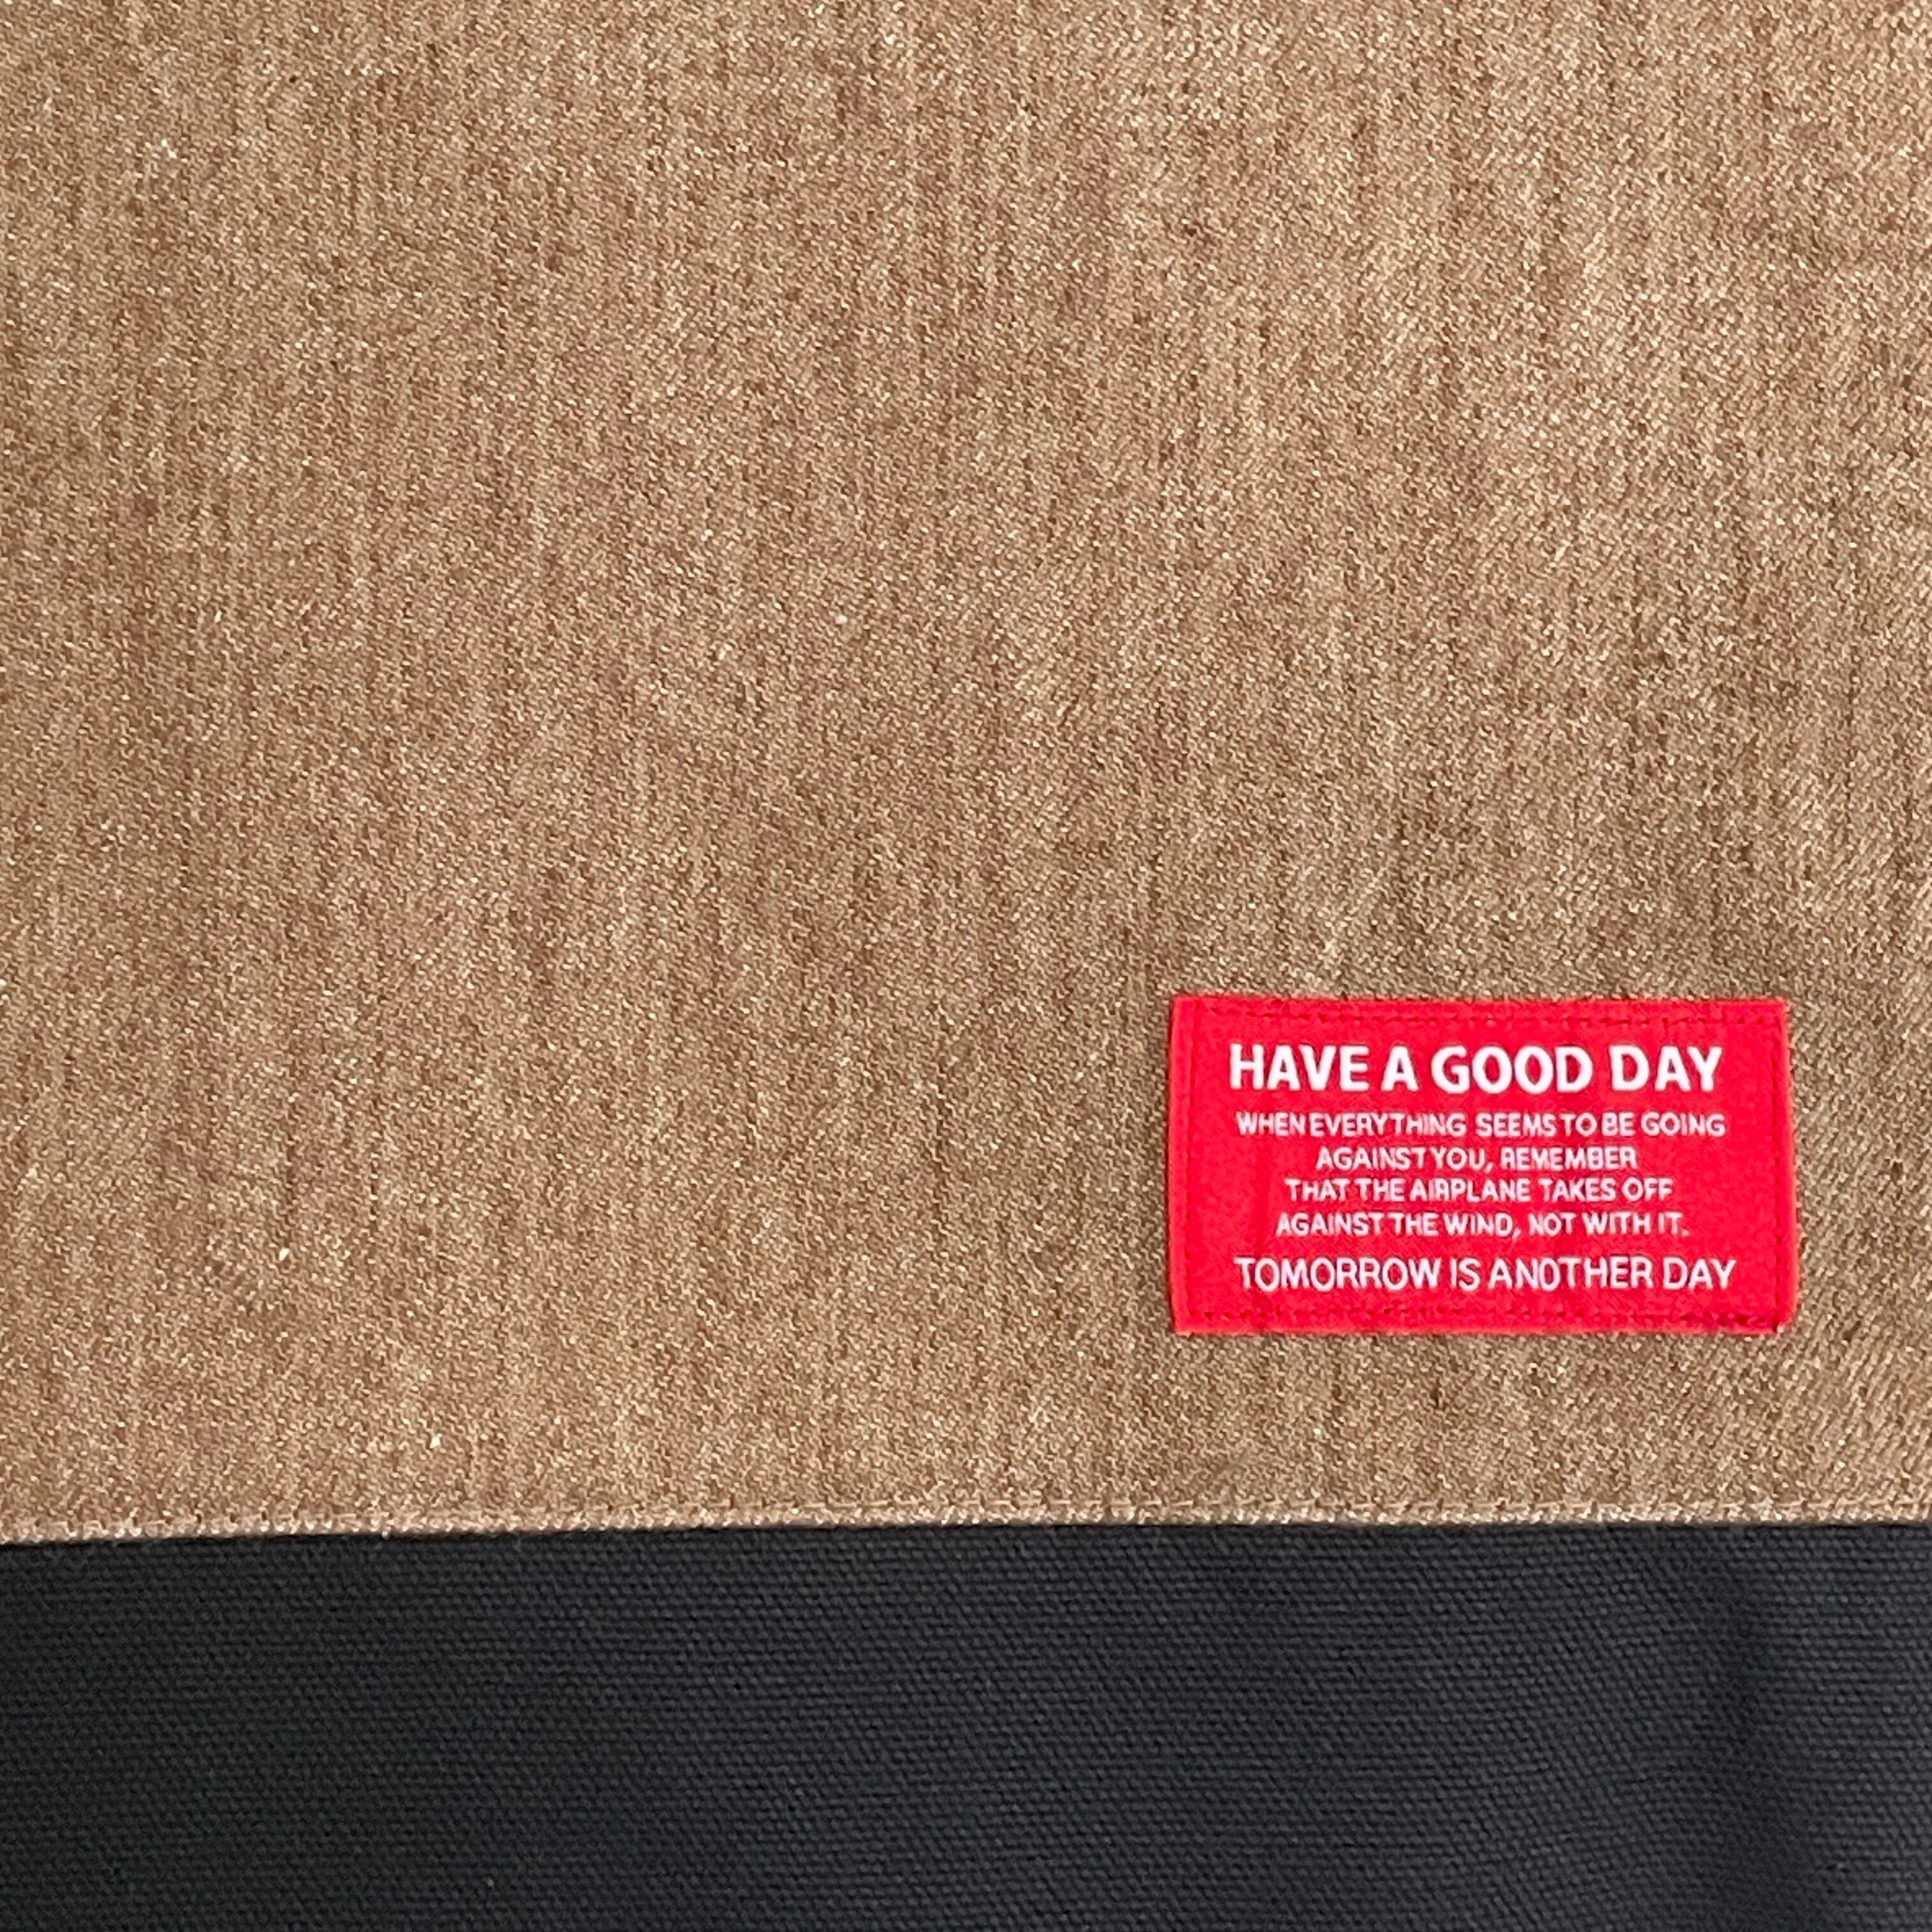 HAVE A GOOD DAY
WHEN EVERYTHING SEEMS TO BE GOING
AGAINST YOU, REMEMBER
THAT THE AIRPLANE TAKES OFF
AGAINST THE WIND, NOT WITH IT.
TOMORROW IS ANOTHER DAY